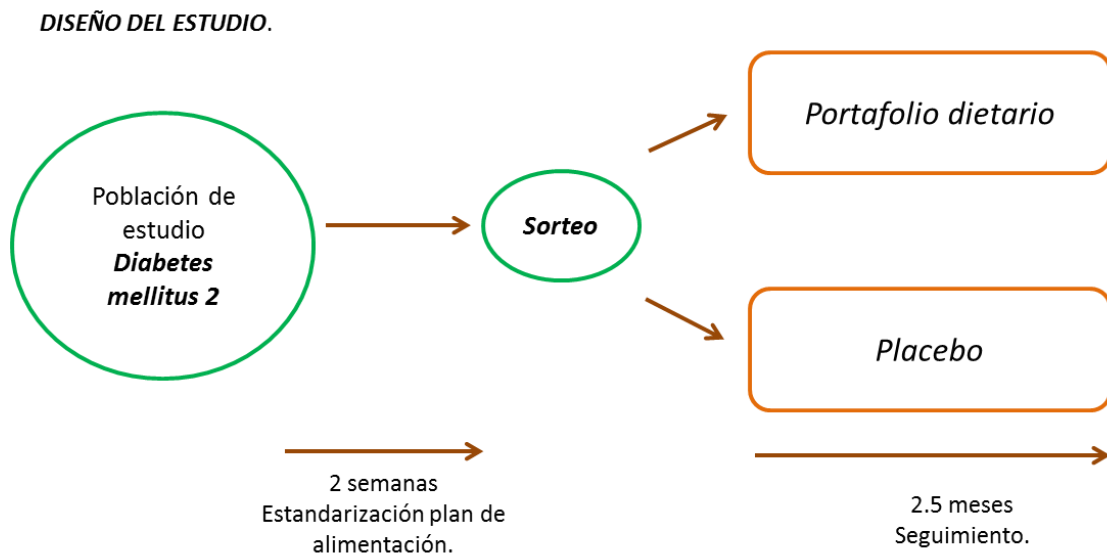 DISEÑO DEL ESTUDIO.
Población de
estudio
Diabetes
mellitus 2
Sorteo
Portafolio dietario
Placebo
2 semanas
Estandarización plan de
alimentación.
2.5 meses
Seguimiento.